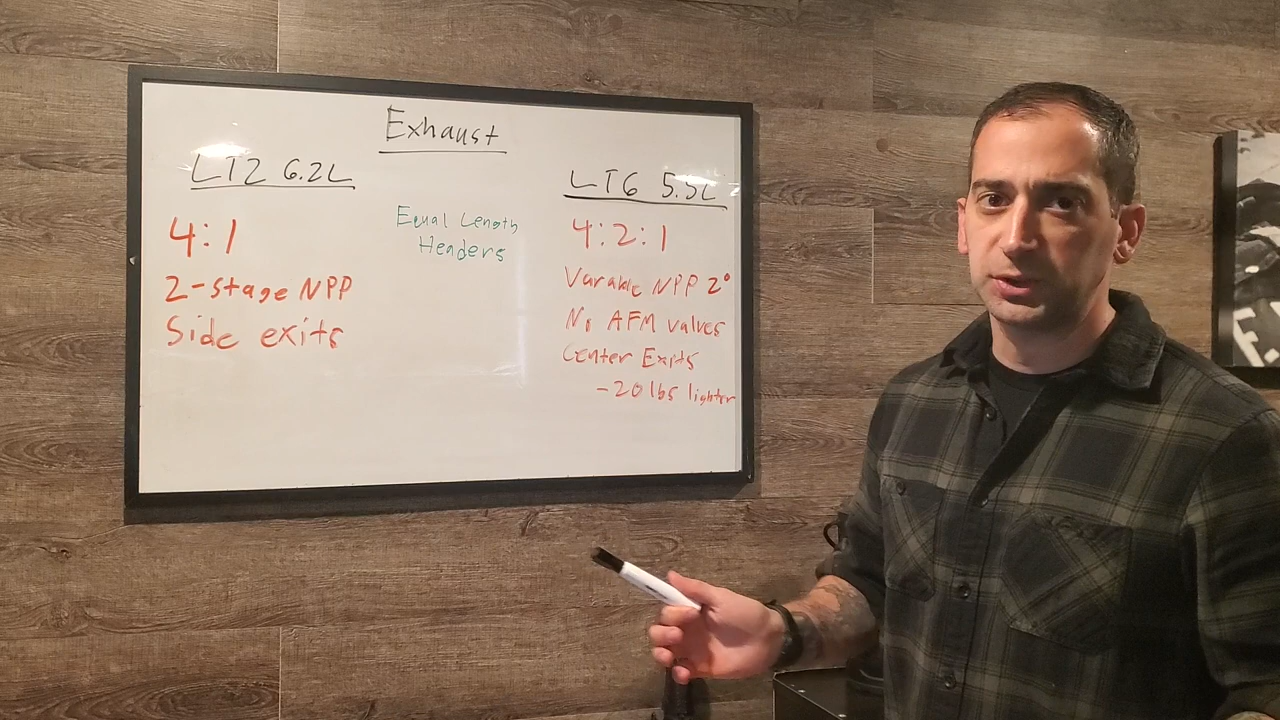 Exhaust
LT2 6.2L
4:1
2-stage NPP
Side exits
Equal Length
Headers
LT6 5.5L
4:2:1
Varable NPP 2°
No AFM valves
Center Exits
-20 lbs lighter